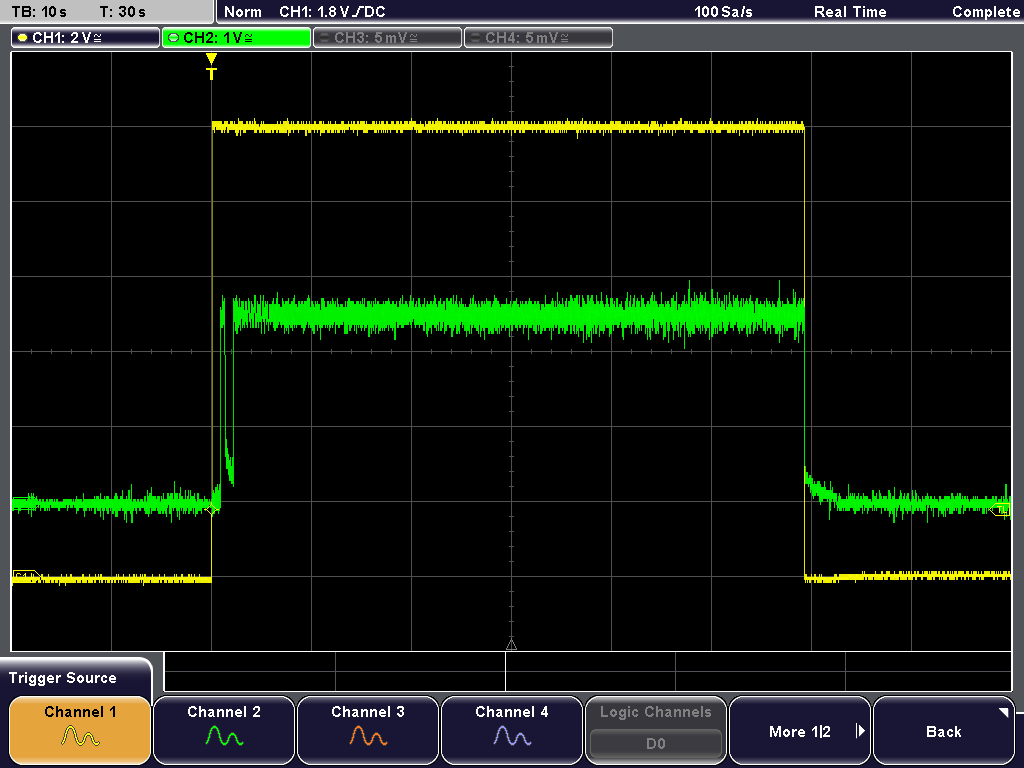 TB: 10 s T: 30 s Norm CH1: 1.8 V DC 100 Sa/s Real Time Complete
CH1: 2 V≅ CH2: 1 V≅ CH3: 5 mV≅ CH4: 5 mV≅
T
TL
Trigger Source
Channel 1 Channel 2 Channel 3 Channel 4 Logic Channels More 1|2 Back
D0